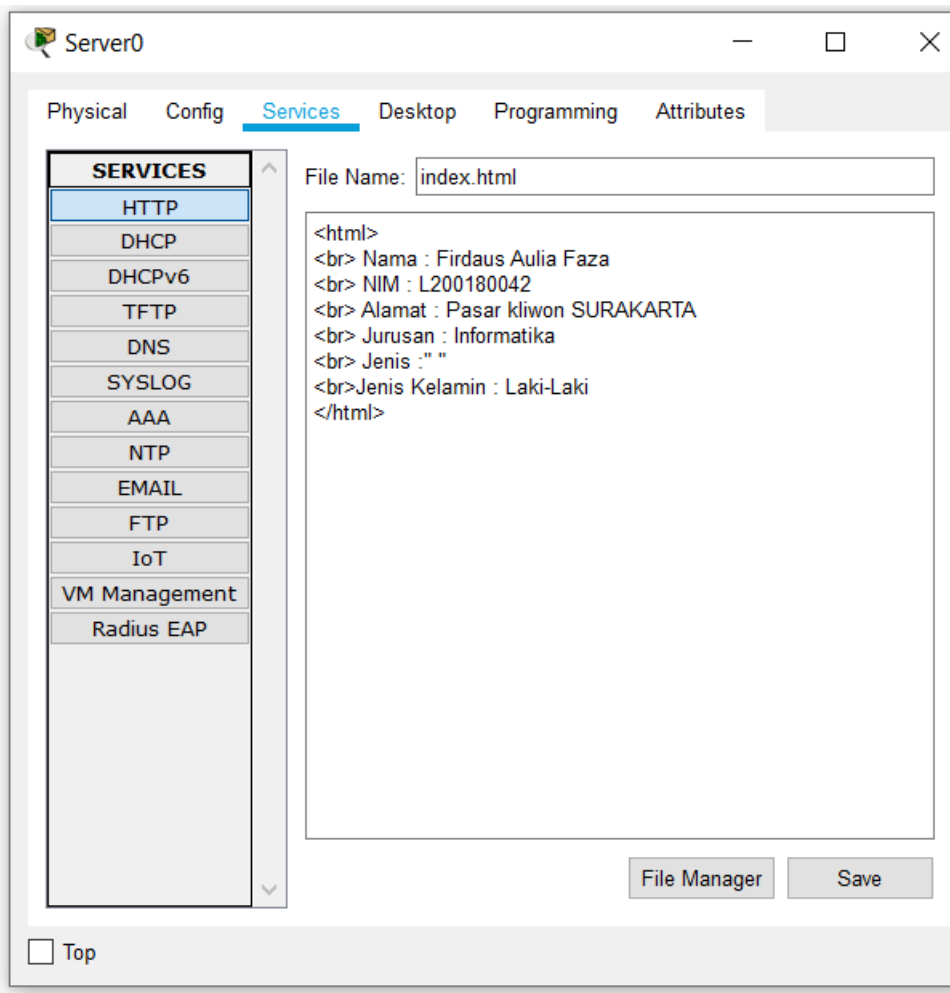 Server0
Physical Config Services Desktop Programming Attributes
SERVICES
HTTP
DHCP
DHCPv6
TFTP
DNS
SYSLOG
AAA
NTP
EMAIL
FTP
IoT
VM Management
Radius EAP
File Name: index.html
<html>
<br> Nama : Firdaus Aulia Faza
<br> NIM : L200180042
<br> Alamat : Pasar kliwon SURAKARTA
<br> Jurusan : Informatika
<br> Jenis :" "
<br>Jenis Kelamin : Laki-Laki
</html>
File Manager Save
Top